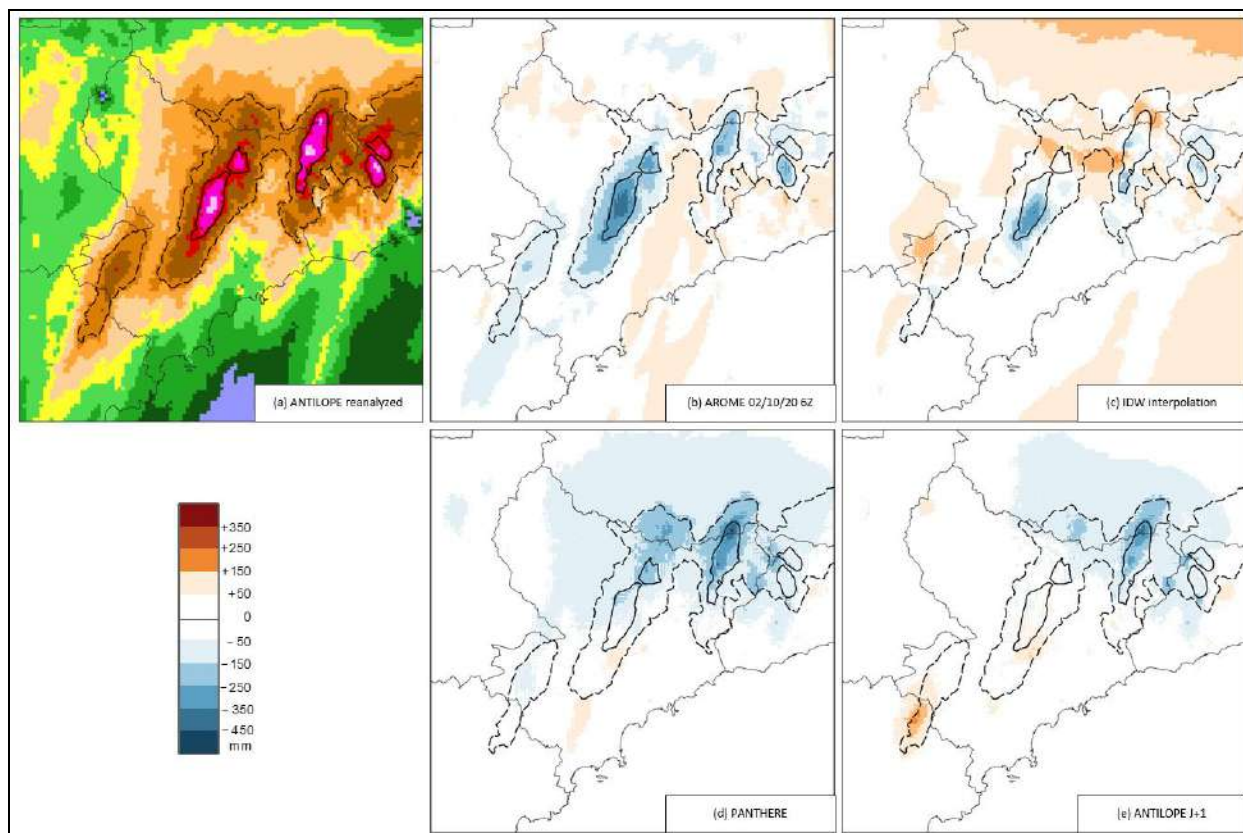 (a) ANTILOPE reanalyzed
(b) AROME 02/10/20 6Z
(c) IDW interpolation
+350
+250
+150
+50
0
-50
-150
-250
-350
-450
mm
(d) PANTHERE
(e) ANTILOPE J+1